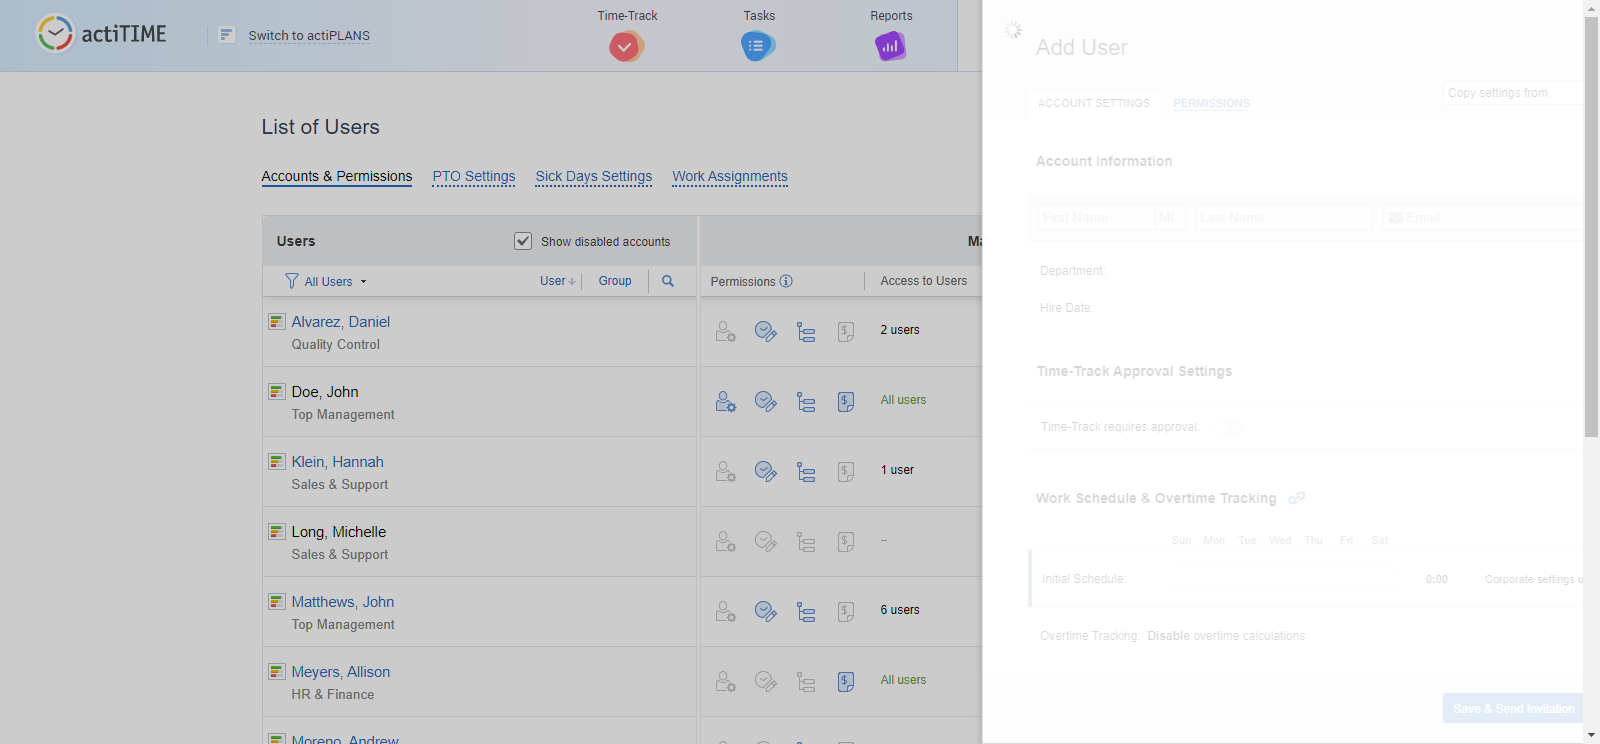 actiTIME
Switch to actiPLANS
Time-Track
Tasks
Reports
List of Users
Accounts & Permissions
PTO Settings
Sick Days Settings
Work Assignments
Users
Show disabled accounts
All Users
User
Group
Permissions
Access to Users
Alvarez, Daniel
Quality Control
2 users
Doe, John
Top Management
All users
Klein, Hannah
Sales & Support
1 user
Long, Michelle
Sales & Support
–
Matthews, John
Top Management
6 users
Meyers, Allison
HR & Finance
All users
Moreno, Andrew
Add User
Copy settings from
ACCOUNT SETTINGS
PERMISSIONS
Account Information
First Name
MI
Last Name
Email
Department:
Hire Date:
Time-Track Approval Settings
Time-Track requires approval:
Work Schedule & Overtime Tracking
Sun Mon Tue Wed Thu Fri Sat
Initial Schedule:
0:00
Corporate settings u
Overtime Tracking: Disable overtime calculations
Save & Send Invitation